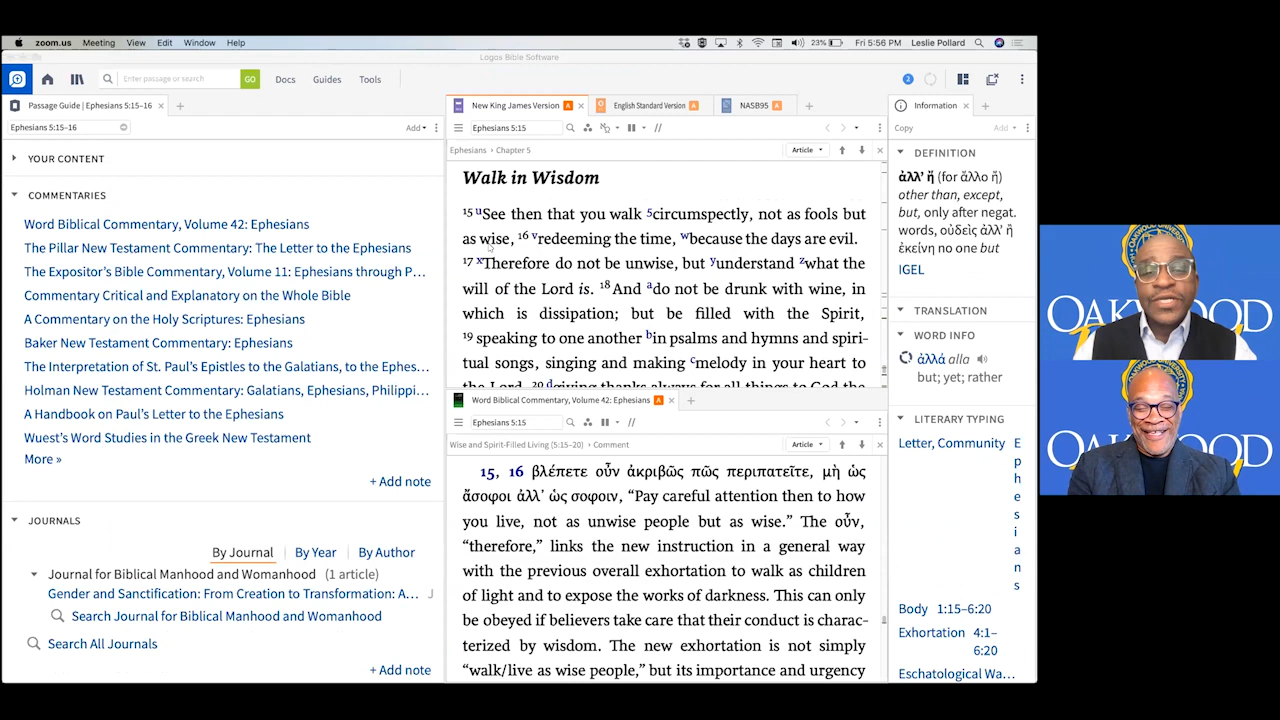 zoom.us Meeting View Edit Window Help 23% Fri 5:56 PM Leslie Pollard
Logos Bible Software
Enter passage or search GO Docs Guides Tools 2
Passage Guide | Ephesians 5:15–16
Ephesians 5:15–16
Add
YOUR CONTENT
COMMENTARIES
Word Biblical Commentary, Volume 42: Ephesians
The Pillar New Testament Commentary: The Letter to the Ephesians
The Expositor’s Bible Commentary, Volume 11: Ephesians through P...
Commentary Critical and Explanatory on the Whole Bible
A Commentary on the Holy Scriptures: Ephesians
Baker New Testament Commentary: Ephesians
The Interpretation of St. Paul’s Epistles to the Galatians, to the Ephes...
Holman New Testament Commentary: Galatians, Ephesians, Philippi...
A Handbook on Paul’s Letter to the Ephesians
Wuest’s Word Studies in the Greek New Testament
More »
+ Add note
JOURNALS
By Journal By Year By Author
Journal for Biblical Manhood and Womanhood (1 article)
Gender and Sanctification: From Creation to Transformation: A... J
Search Journal for Biblical Manhood and Womanhood
Search All Journals
+ Add note
New King James Version A English Standard Version A NASB95 A
Ephesians 5:15
Ephesians › Chapter 5 Article
Walk in Wisdom
15 uSee then that you walk 5circumspectly, not as fools but
as wise, 16 vredeeming the time, wbecause the days are evil.
17 xTherefore do not be unwise, but yunderstand zwhat the
will of the Lord is. 18 And ado not be drunk with wine, in
which is dissipation; but be filled with the Spirit,
19 speaking to one another bin psalms and hymns and spiri-
tual songs, singing and making cmelody in your heart to
the Lord, 20 dgiving thanks always for all things to God the
Word Biblical Commentary, Volume 42: Ephesians A
Ephesians 5:15
Wise and Spirit-Filled Living (5:15–20) › Comment Article
15, 16 βλέπετε οὖν ἀκριβῶς πῶς περιπατεῖτε, μὴ ὡς
ἄσοφοι ἀλλ’ ὡς σοφοιν, “Pay careful attention then to how
you live, not as unwise people but as wise.” The οὖν,
“therefore,” links the new instruction in a general way
with the previous overall exhortation to walk as children
of light and to expose the works of darkness. This can only
be obeyed if believers take care that their conduct is charac-
terized by wisdom. The new exhortation is not simply
“walk/live as wise people,” but its importance and urgency
Information
Copy Add
DEFINITION
ἀλλ’ ἤ (for ἄλλο ἤ)
other than, except,
but, only after negat.
words, οὐδεὶς ἀλλ’ ἤ
ἐκείνη no one but
IGEL
TRANSLATION
WORD INFO
ἀλλά alla
but; yet; rather
LITERARY TYPING
Letter, Community E
p
h
e
s
i
a
n
s
Body 1:15–6:20
Exhortation 4:1–
6:20
Eschatological Wa...
OAKWOOD